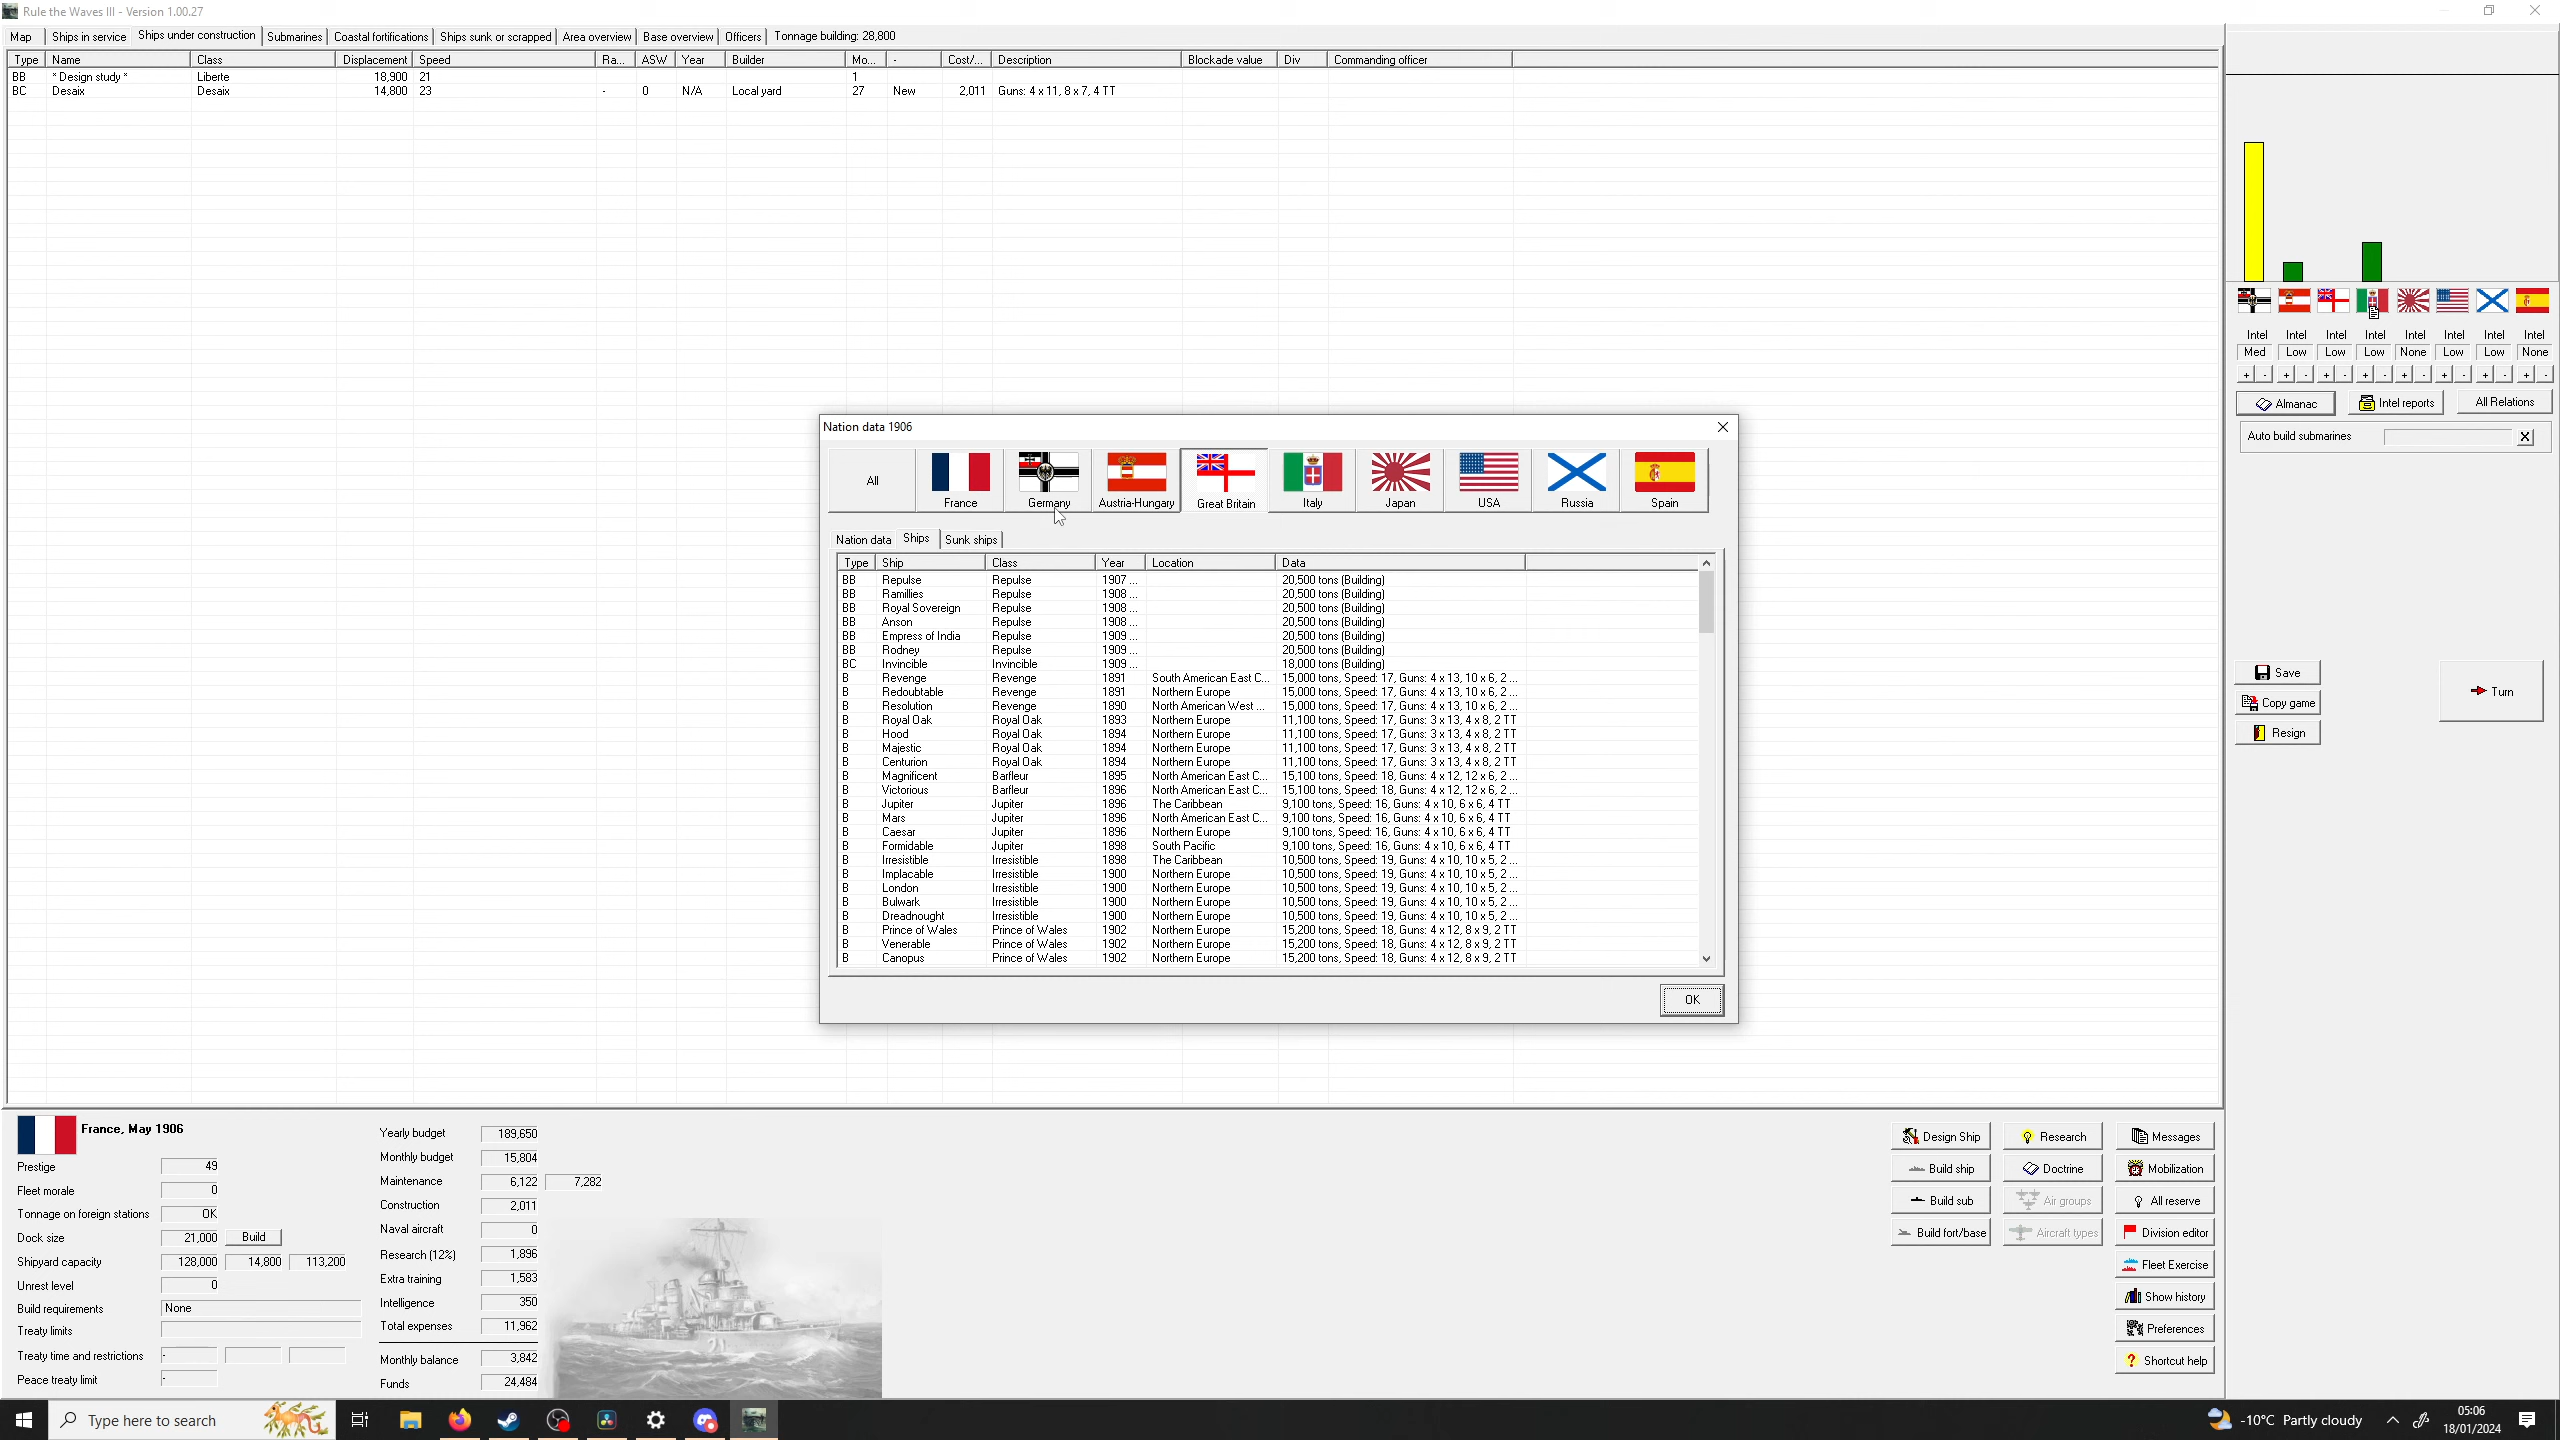 Rule the Waves III - Version 1.00.27
Map Ships in service Ships under construction Submarines Coastal fortifications Ships sunk or scrapped Area overview Base overview Officers Tonnage building: 28,800
Type Name Class Displacement Speed Ra... ASW Year Builder Mo... - Cost/... Description Blockade value Div Commanding officer
BB * Design study * Liberte 18,900 21 1
BC Desaix Desaix 14,800 23 - 0 N/A Local yard 27 New 2,011 Guns: 4 x 11, 8 x 7, 4 TT
Intel Intel Intel Intel Intel Intel Intel Intel
Med Low Low Low None Low Low None
+ - + - + - + - + - + - + - + -
Almanac Intel reports All Relations
Auto build submarines X
Save
Copy game
Resign
Turn
Nation data 1906
All France Germany Austria-Hungary Great Britain Italy Japan USA Russia Spain
Nation data Ships Sunk ships
Type Ship Class Year Location Data
BB Repulse Repulse 1907 ... 20,500 tons (Building)
BB Ramillies Repulse 1908 ... 20,500 tons (Building)
BB Royal Sovereign Repulse 1908 ... 20,500 tons (Building)
BB Anson Repulse 1908 ... 20,500 tons (Building)
BB Empress of India Repulse 1909 ... 20,500 tons (Building)
BB Rodney Repulse 1909 ... 20,500 tons (Building)
BC Invincible Invincible 1909 ... 18,000 tons (Building)
B Revenge Revenge 1891 South American East C... 15,000 tons, Speed: 17, Guns: 4 x 13, 10 x 6, 2 ...
B Redoubtable Revenge 1891 Northern Europe 15,000 tons, Speed: 17, Guns: 4 x 13, 10 x 6, 2 ...
B Resolution Revenge 1890 North American West ... 15,000 tons, Speed: 17, Guns: 4 x 13, 10 x 6, 2 ...
B Royal Oak Royal Oak 1893 Northern Europe 11,100 tons, Speed: 17, Guns: 3 x 13, 4 x 8, 2 TT
B Hood Royal Oak 1894 Northern Europe 11,100 tons, Speed: 17, Guns: 3 x 13, 4 x 8, 2 TT
B Majestic Royal Oak 1894 Northern Europe 11,100 tons, Speed: 17, Guns: 3 x 13, 4 x 8, 2 TT
B Centurion Royal Oak 1894 Northern Europe 11,100 tons, Speed: 17, Guns: 3 x 13, 4 x 8, 2 TT
B Magnificent Barfleur 1895 North American East C... 15,100 tons, Speed: 18, Guns: 4 x 12, 12 x 6, 2 ...
B Victorious Barfleur 1896 North American East C... 15,100 tons, Speed: 18, Guns: 4 x 12, 12 x 6, 2 ...
B Jupiter Jupiter 1896 The Caribbean 9,100 tons, Speed: 16, Guns: 4 x 10, 6 x 6, 4 TT
B Mars Jupiter 1896 North American East C... 9,100 tons, Speed: 16, Guns: 4 x 10, 6 x 6, 4 TT
B Caesar Jupiter 1896 Northern Europe 9,100 tons, Speed: 16, Guns: 4 x 10, 6 x 6, 4 TT
B Formidable Jupiter 1898 South Pacific 9,100 tons, Speed: 16, Guns: 4 x 10, 6 x 6, 4 TT
B Irresistible Irresistible 1898 The Caribbean 10,500 tons, Speed: 19, Guns: 4 x 10, 10 x 5, 2 ...
B Implacable Irresistible 1900 Northern Europe 10,500 tons, Speed: 19, Guns: 4 x 10, 10 x 5, 2 ...
B London Irresistible 1900 Northern Europe 10,500 tons, Speed: 19, Guns: 4 x 10, 10 x 5, 2 ...
B Bulwark Irresistible 1900 Northern Europe 10,500 tons, Speed: 19, Guns: 4 x 10, 10 x 5, 2 ...
B Dreadnought Irresistible 1900 Northern Europe 10,500 tons, Speed: 19, Guns: 4 x 10, 10 x 5, 2 ...
B Prince of Wales Prince of Wales 1902 Northern Europe 15,200 tons, Speed: 18, Guns: 4 x 12, 8 x 9, 2 TT
B Venerable Prince of Wales 1902 Northern Europe 15,200 tons, Speed: 18, Guns: 4 x 12, 8 x 9, 2 TT
B Canopus Prince of Wales 1902 Northern Europe 15,200 tons, Speed: 18, Guns: 4 x 12, 8 x 9, 2 TT
OK
France, May 1906
Prestige 49
Fleet morale 0
Tonnage on foreign stations OK
Dock size 21,000 Build
Shipyard capacity 128,000 14,800 113,200
Unrest level 0
Build requirements None
Treaty limits
Treaty time and restrictions -
Peace treaty limit -
Yearly budget 189,650
Monthly budget 15,804
Maintenance 6,122 7,282
Construction 2,011
Naval aircraft 0
Research (12%) 1,896
Extra training 1,583
Intelligence 350
Total expenses 11,962
Monthly balance 3,842
Funds 24,484
Design Ship Research Messages
Build ship Doctrine Mobilization
Build sub Air groups All reserve
Build fort/base Aircraft types Division editor
Fleet Exercise
Show history
Preferences
Shortcut help
Type here to search
-10°C Partly cloudy
05:06
18/01/2024